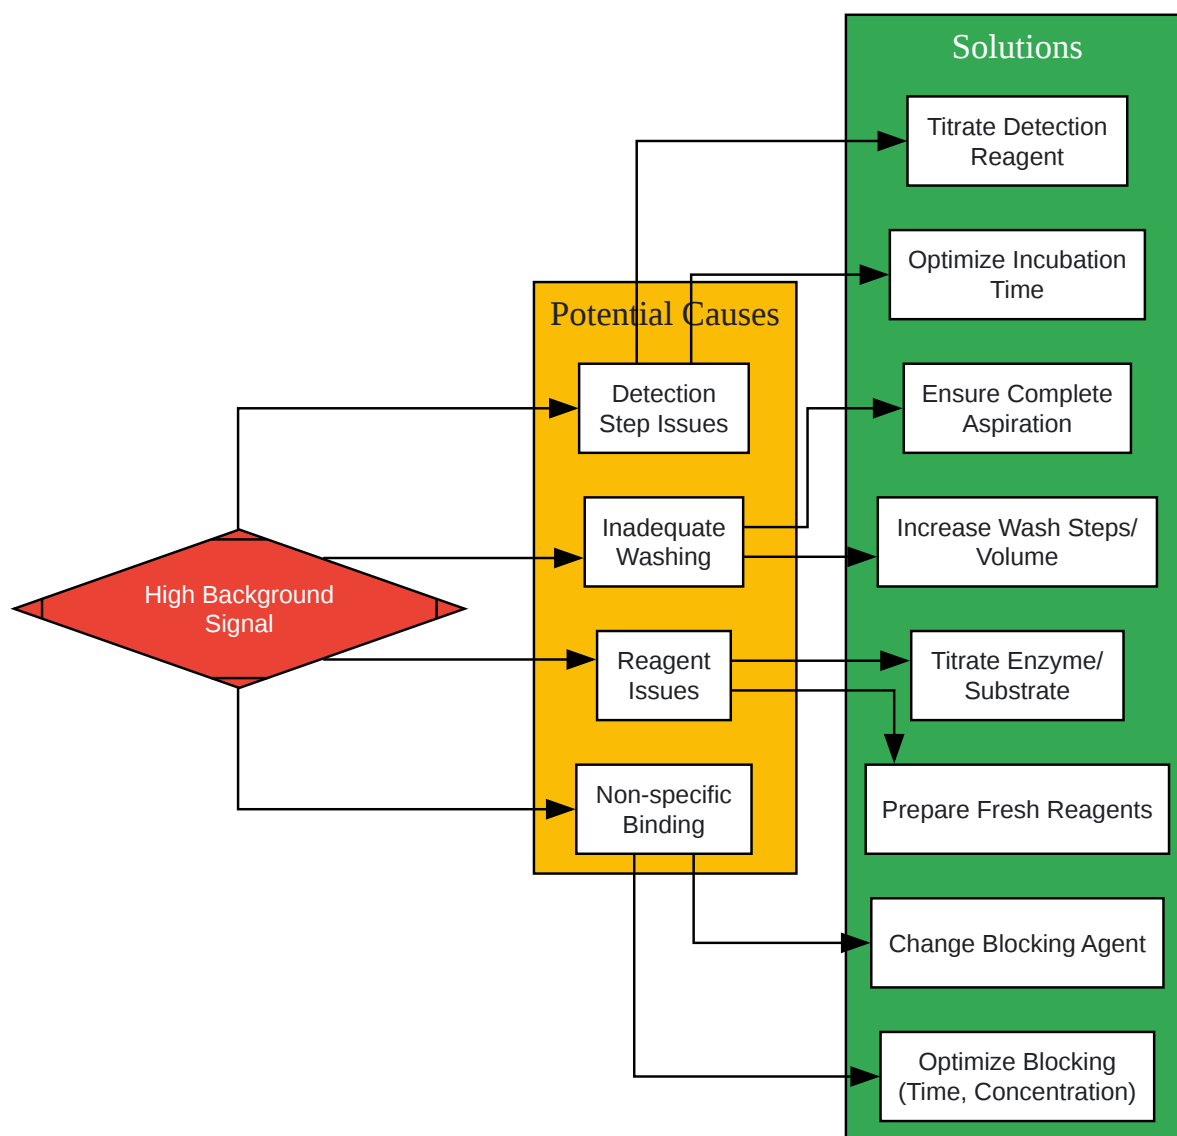 Solutions
Titrate Detection
Reagent
Optimize Incubation
Time
Potential Causes
Detection
Step Issues
Ensure Complete
Aspiration
Inadequate
Washing
Increase Wash Steps/
Volume
High Background
Signal
Reagent
Issues
Titrate Enzyme/
Substrate
Non-specific
Binding
Prepare Fresh Reagents
Change Blocking Agent
Optimize Blocking
(Time, Concentration)